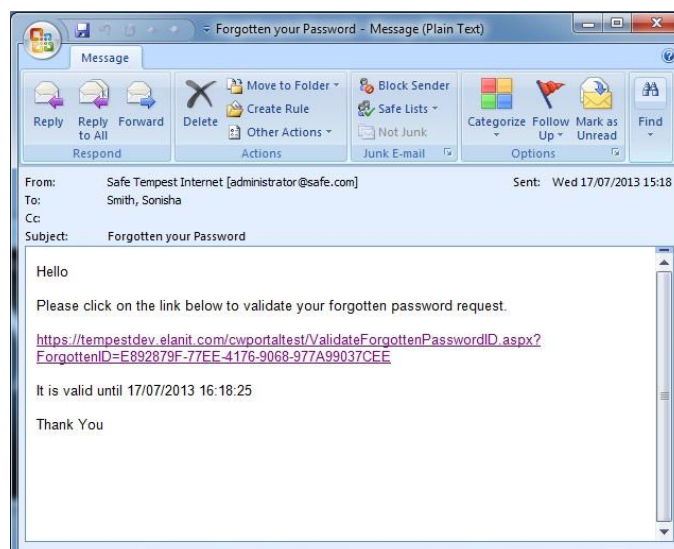 Forgotten your Password - Message (Plain Text)
Message
Reply
Reply to All
Forward
Respond
Delete
Move to Folder
Create Rule
Other Actions
Actions
Block Sender
Safe Lists
Not Junk
Junk E-mail
Categorize
Follow Up
Mark as Unread
Options
Find
From: Safe Tempest Internet [administrator@safe.com] Sent: Wed 17/07/2013 15:18
To: Smith, Sonisha
Cc:
Subject: Forgotten your Password
Hello
Please click on the link below to validate your forgotten password request.
https://tempestdev.elanit.com/cwportaltest/ValidateForgottenPasswordID.aspx?
ForgottenID=E892879F-77EE-4176-9068-977A99037CEE
It is valid until 17/07/2013 16:18:25
Thank You